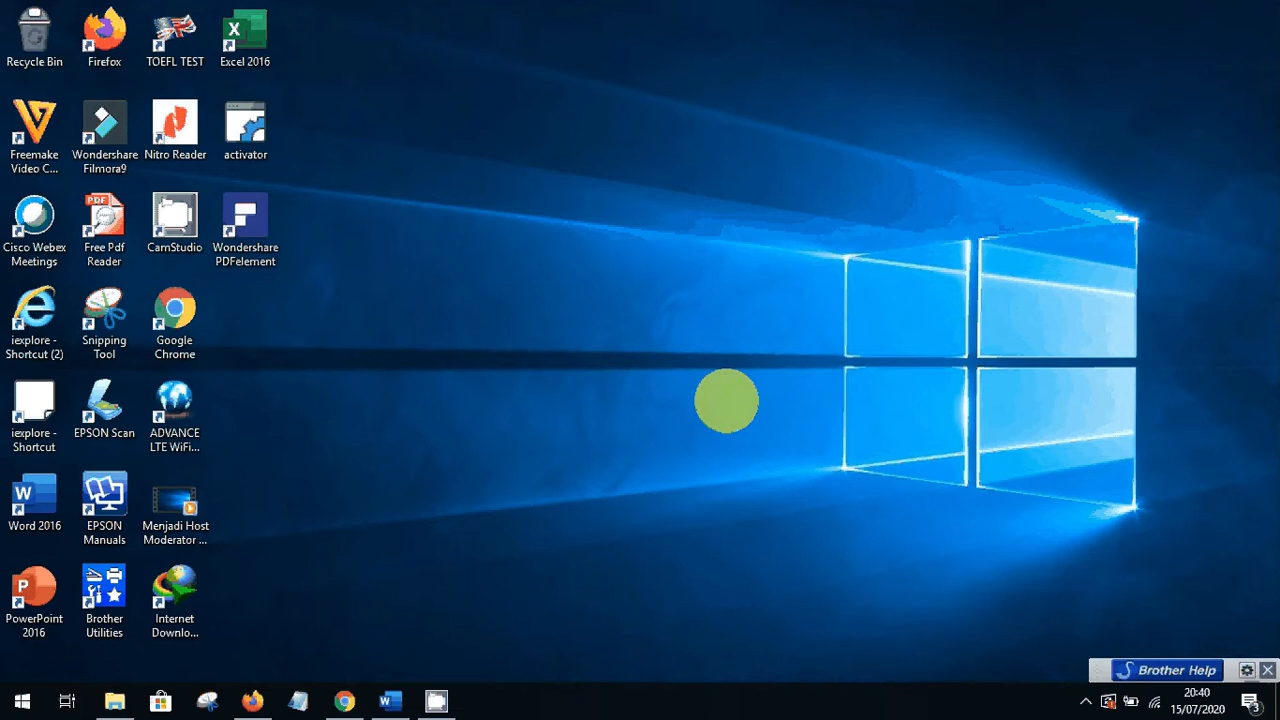 Recycle Bin
Firefox
TOEFL TEST
Excel 2016
Freemake
Video C...
Wondershare
Filmora9
Nitro Reader
activator
Cisco Webex
Meetings
Free Pdf
Reader
CamStudio
Wondershare
PDFelement
iexplore -
Shortcut (2)
Snipping
Tool
Google
Chrome
iexplore -
Shortcut
EPSON Scan
ADVANCE
LTE WiFi...
Word 2016
EPSON
Manuals
Menjadi Host
Moderator ...
PowerPoint
2016
Brother
Utilities
Internet
Downlo...
Brother Help
20:40
15/07/2020
3